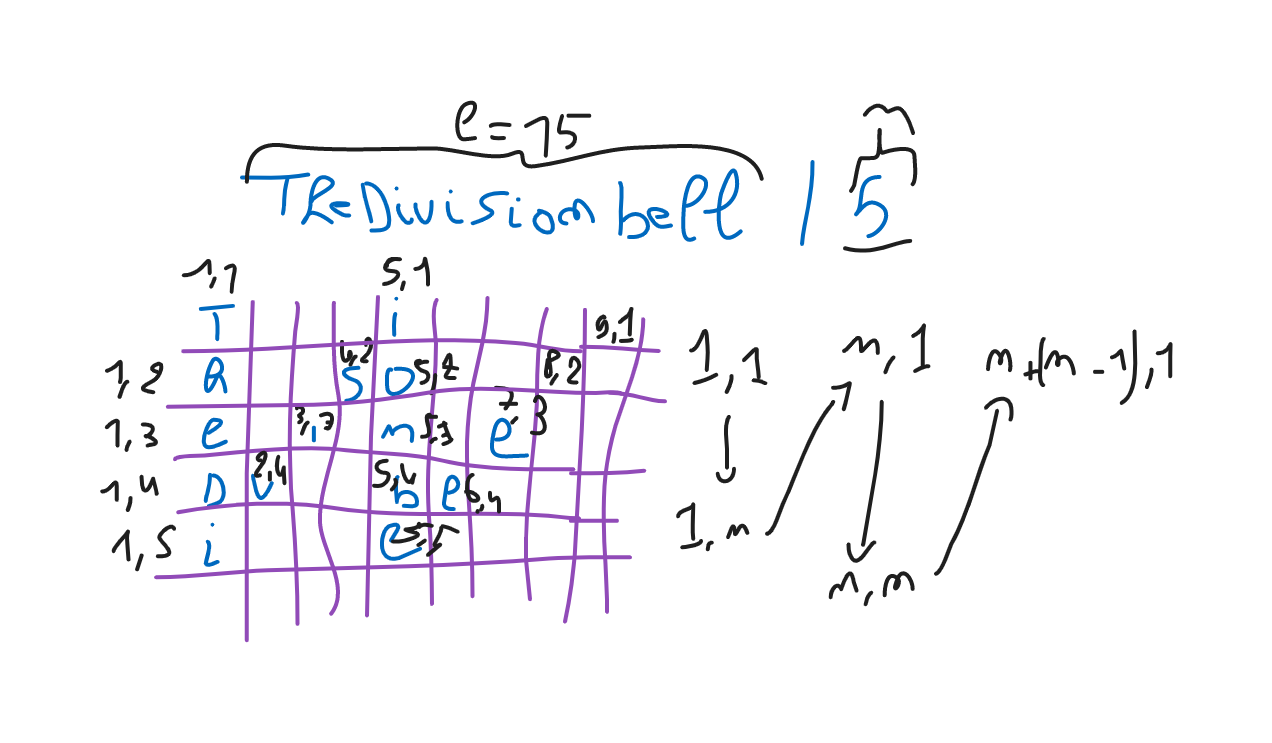 l=15
TheDivisionbell / 5
n
1,1 5,1
T i 9,1
1,2 h 4,2 s o 5,2 8,2
1,3 e 3,3 i n 5,3 e 7,3
1,4 D 2,4 v 5,4 b e 6,4
1,5 i e 5,5
1,1 n,1 n+(n-1),1
1,n n,n